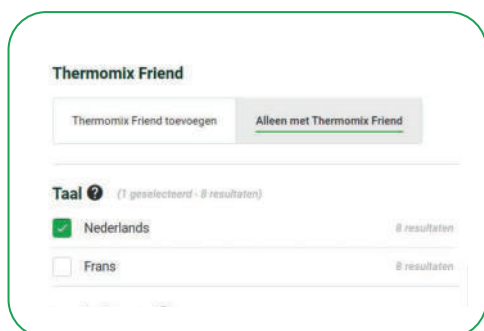 Thermomix Friend
Thermomix Friend toevoegen Alleen met Thermomix Friend
Taal ? (1 geselecteerd - 8 resultaten)
Nederlands 8 resultaten
Frans 8 resultaten